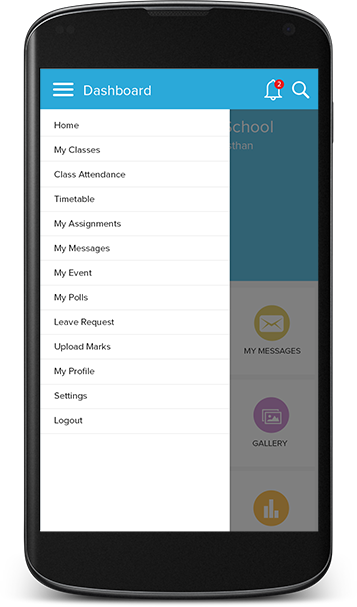 Dashboard
2
School
sthan
Home
My Classes
Class Attendance
Timetable
My Assignments
My Messages
My Event
My Polls
Leave Request
Upload Marks
My Profile
Settings
Logout
MY MESSAGES
GALLERY